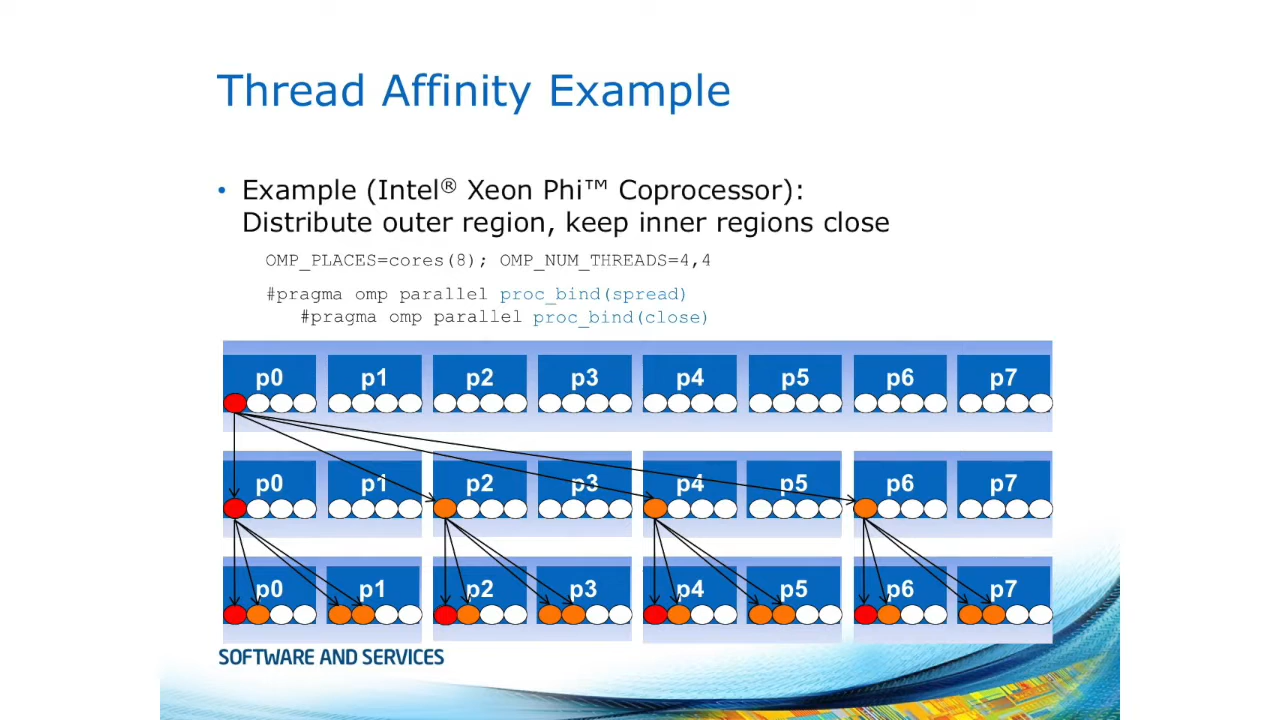 Thread Affinity Example
• Example (Intel® Xeon Phi™ Coprocessor):
Distribute outer region, keep inner regions close
OMP_PLACES=cores(8); OMP_NUM_THREADS=4,4
#pragma omp parallel proc_bind(spread)
#pragma omp parallel proc_bind(close)
p0 p1 p2 p3 p4 p5 p6 p7
p0 p1 p2 p3 p4 p5 p6 p7
p0 p1 p2 p3 p4 p5 p6 p7
SOFTWARE AND SERVICES